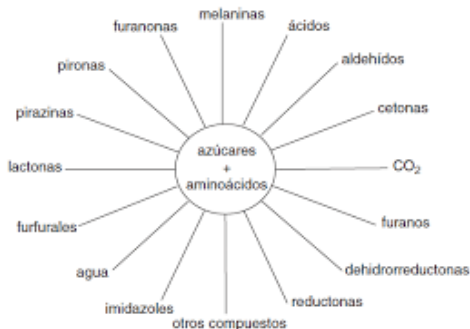 melaninas
furanonas
ácidos
pironas
aldehídos
pirazinas
cetonas
azúcares
+
aminoácidos
lactonas
CO₂
furfurales
furanos
agua
dehidrorreductonas
imidazoles
reductonas
otros compuestos